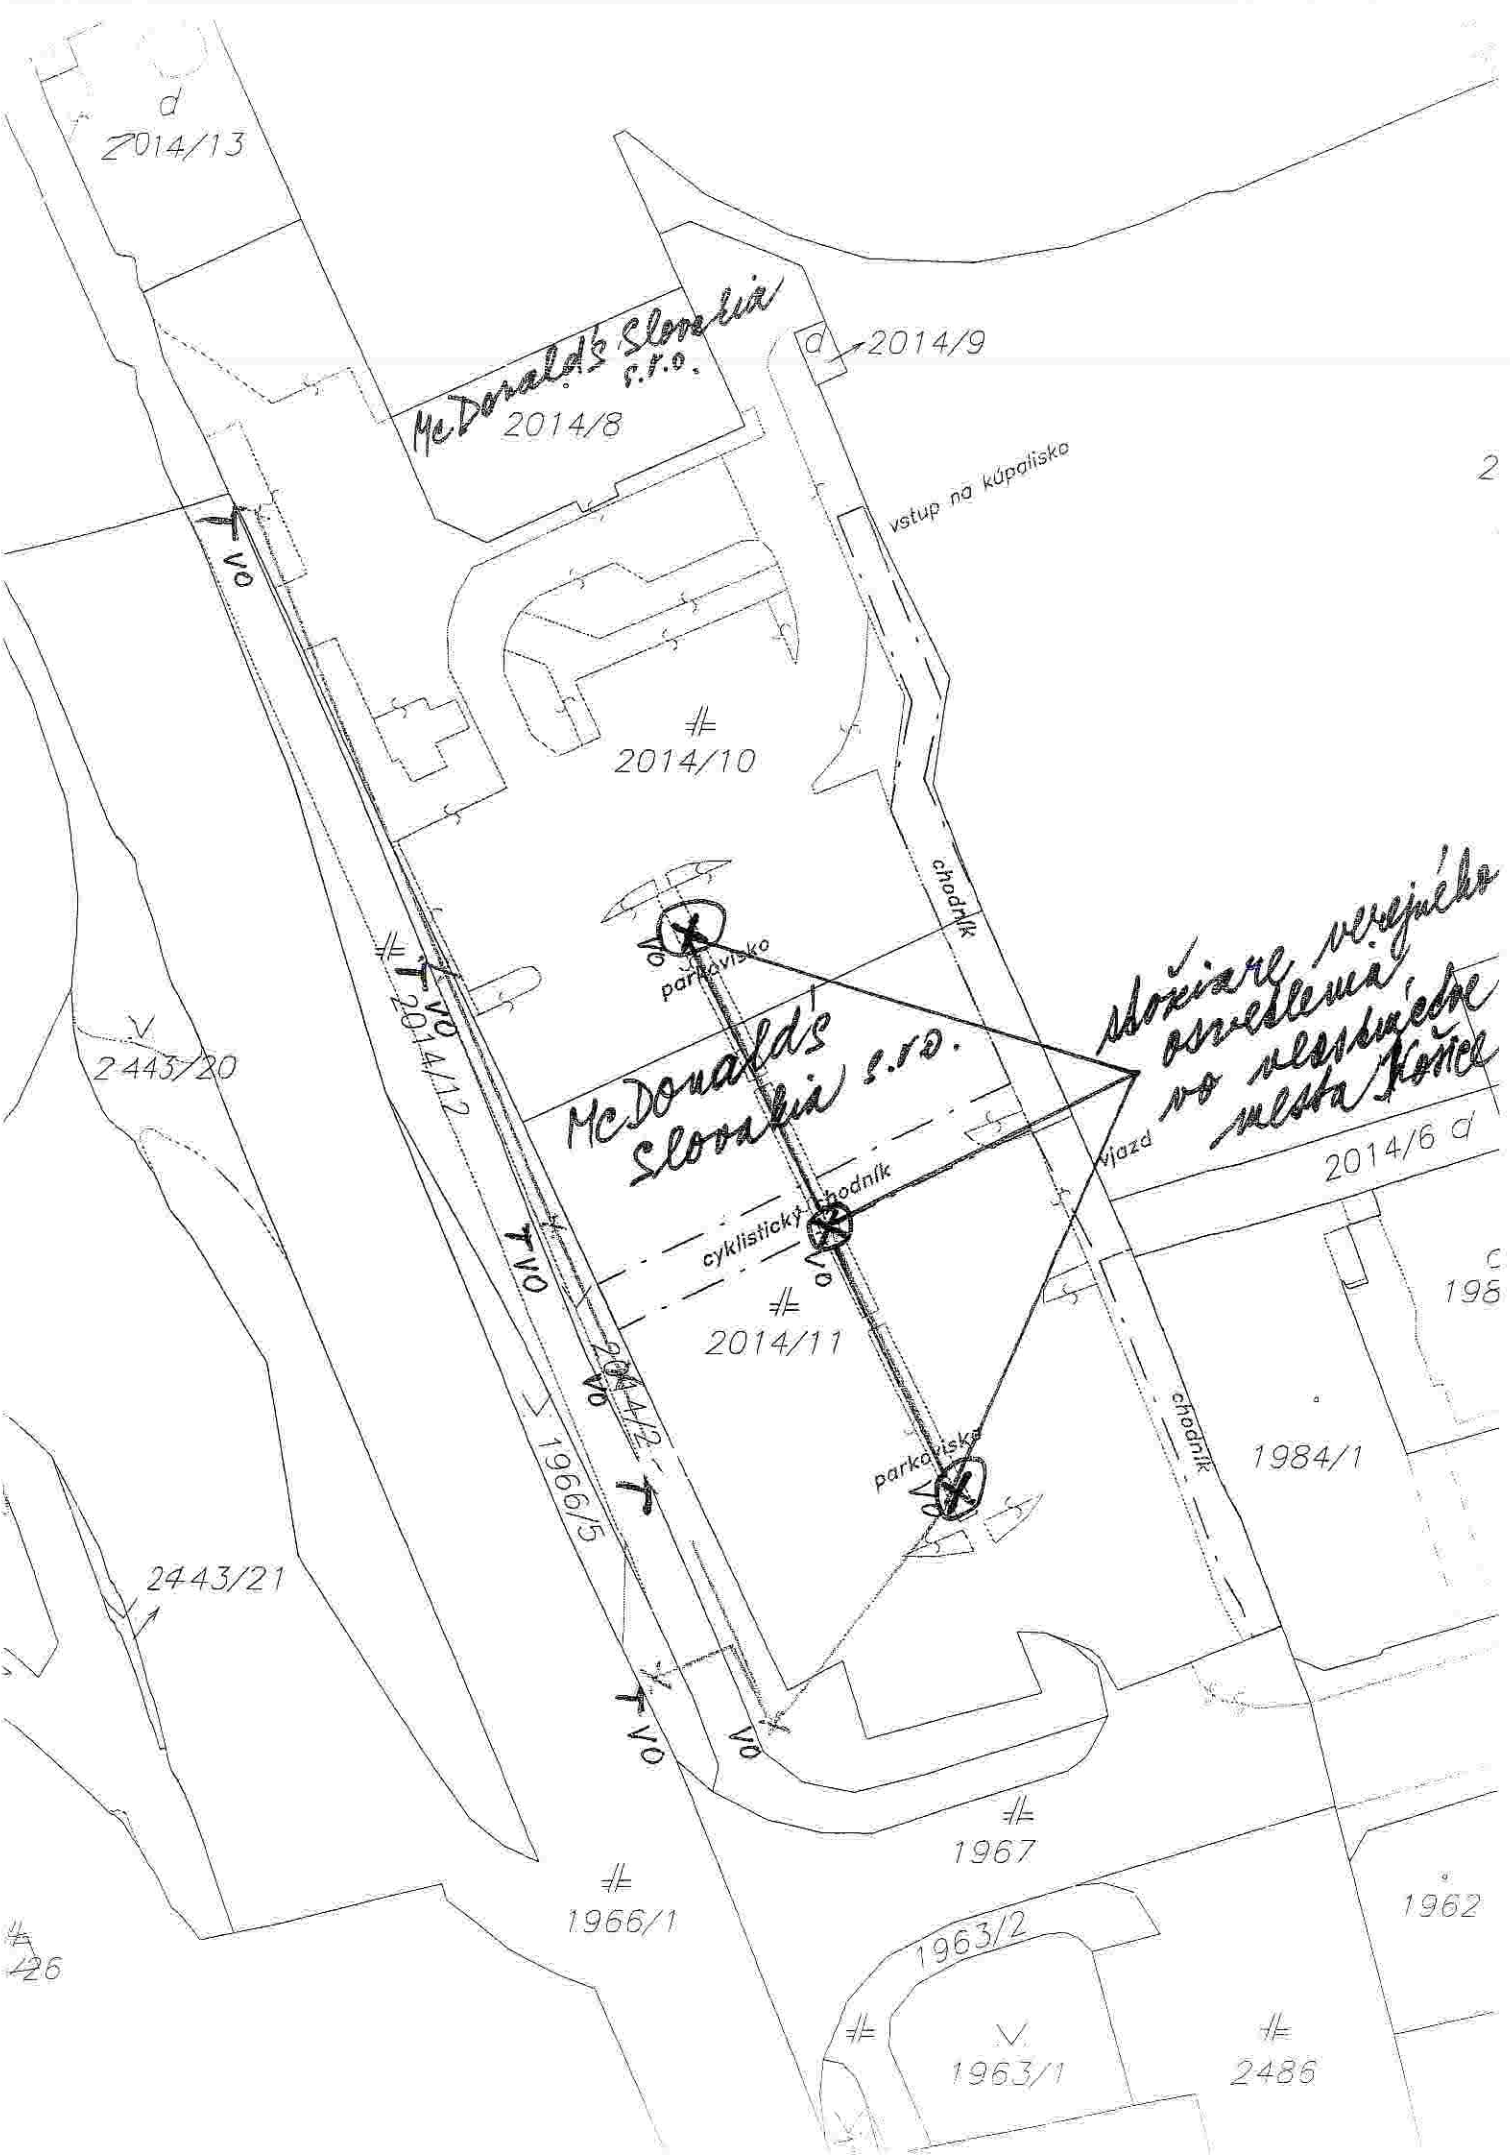 d
2014/13
McDonald's Slovakia
s.r.o.
2014/8
d
2014/9
vstup na kúpalisko
2
VO
2014/10
chodník
VO
parkovisko
stožiare verejného
osvetlenia,
vo vlastníctve
mesta Košice
McDonald's
Slovakia s.r.o.
VO
2014/12
2443/20
vjazd
2014/6 d
cyklistický chodník
VO
VO
2014/11
198
2014/2
VO
chodník
parkovisko
VO
1984/1
1966/5
2443/21
VO
VO
1967
1966/1
1962
1963/2
26
1963/1
2486